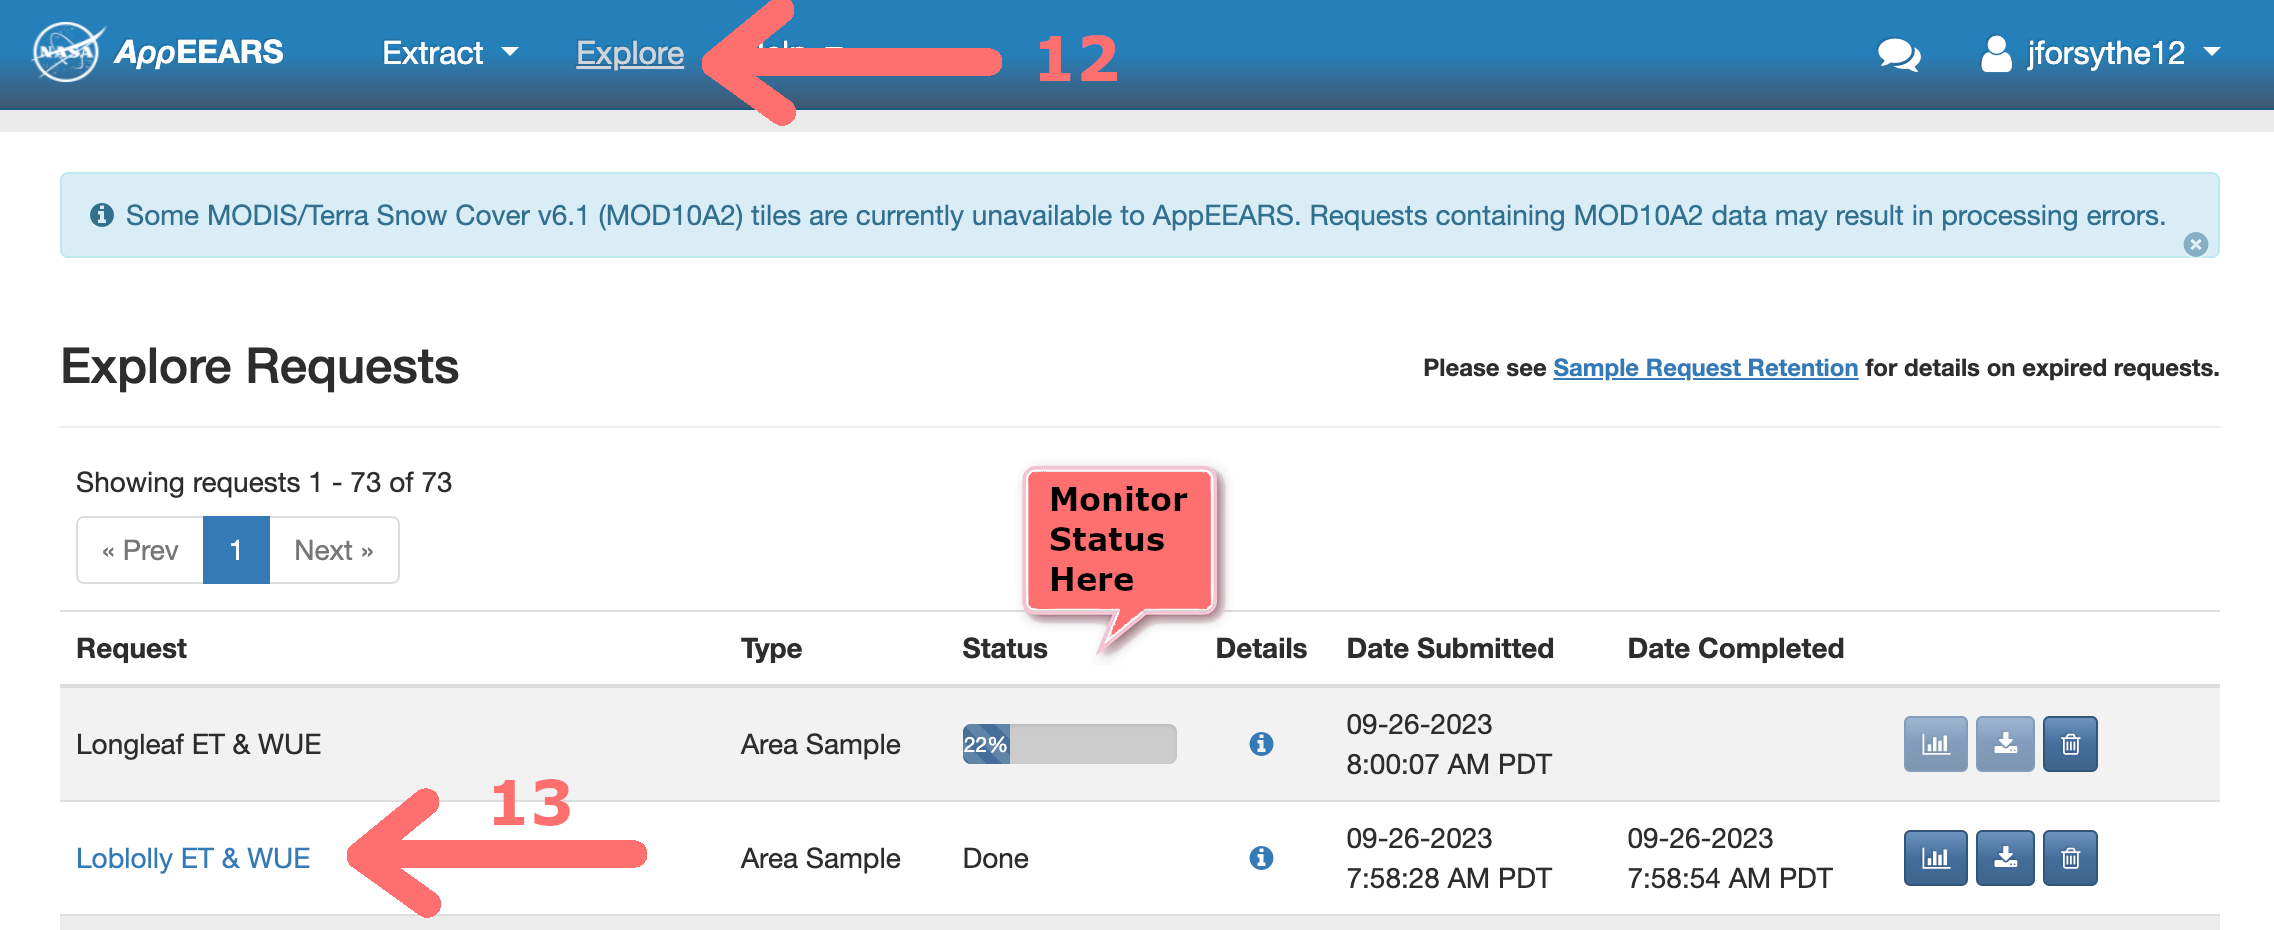 NASA AppEEARS Extract Explore 12 jforsythe12
Some MODIS/Terra Snow Cover v6.1 (MOD10A2) tiles are currently unavailable to AppEEARS. Requests containing MOD10A2 data may result in processing errors.
Explore Requests
Please see Sample Request Retention for details on expired requests.
Showing requests 1 - 73 of 73
« Prev 1 Next »
Monitor
Status
Here
Request Type Status Details Date Submitted Date Completed
Longleaf ET & WUE Area Sample 22% 09-26-2023
8:00:07 AM PDT
13
Loblolly ET & WUE Area Sample Done 09-26-2023 09-26-2023
7:58:28 AM PDT 7:58:54 AM PDT